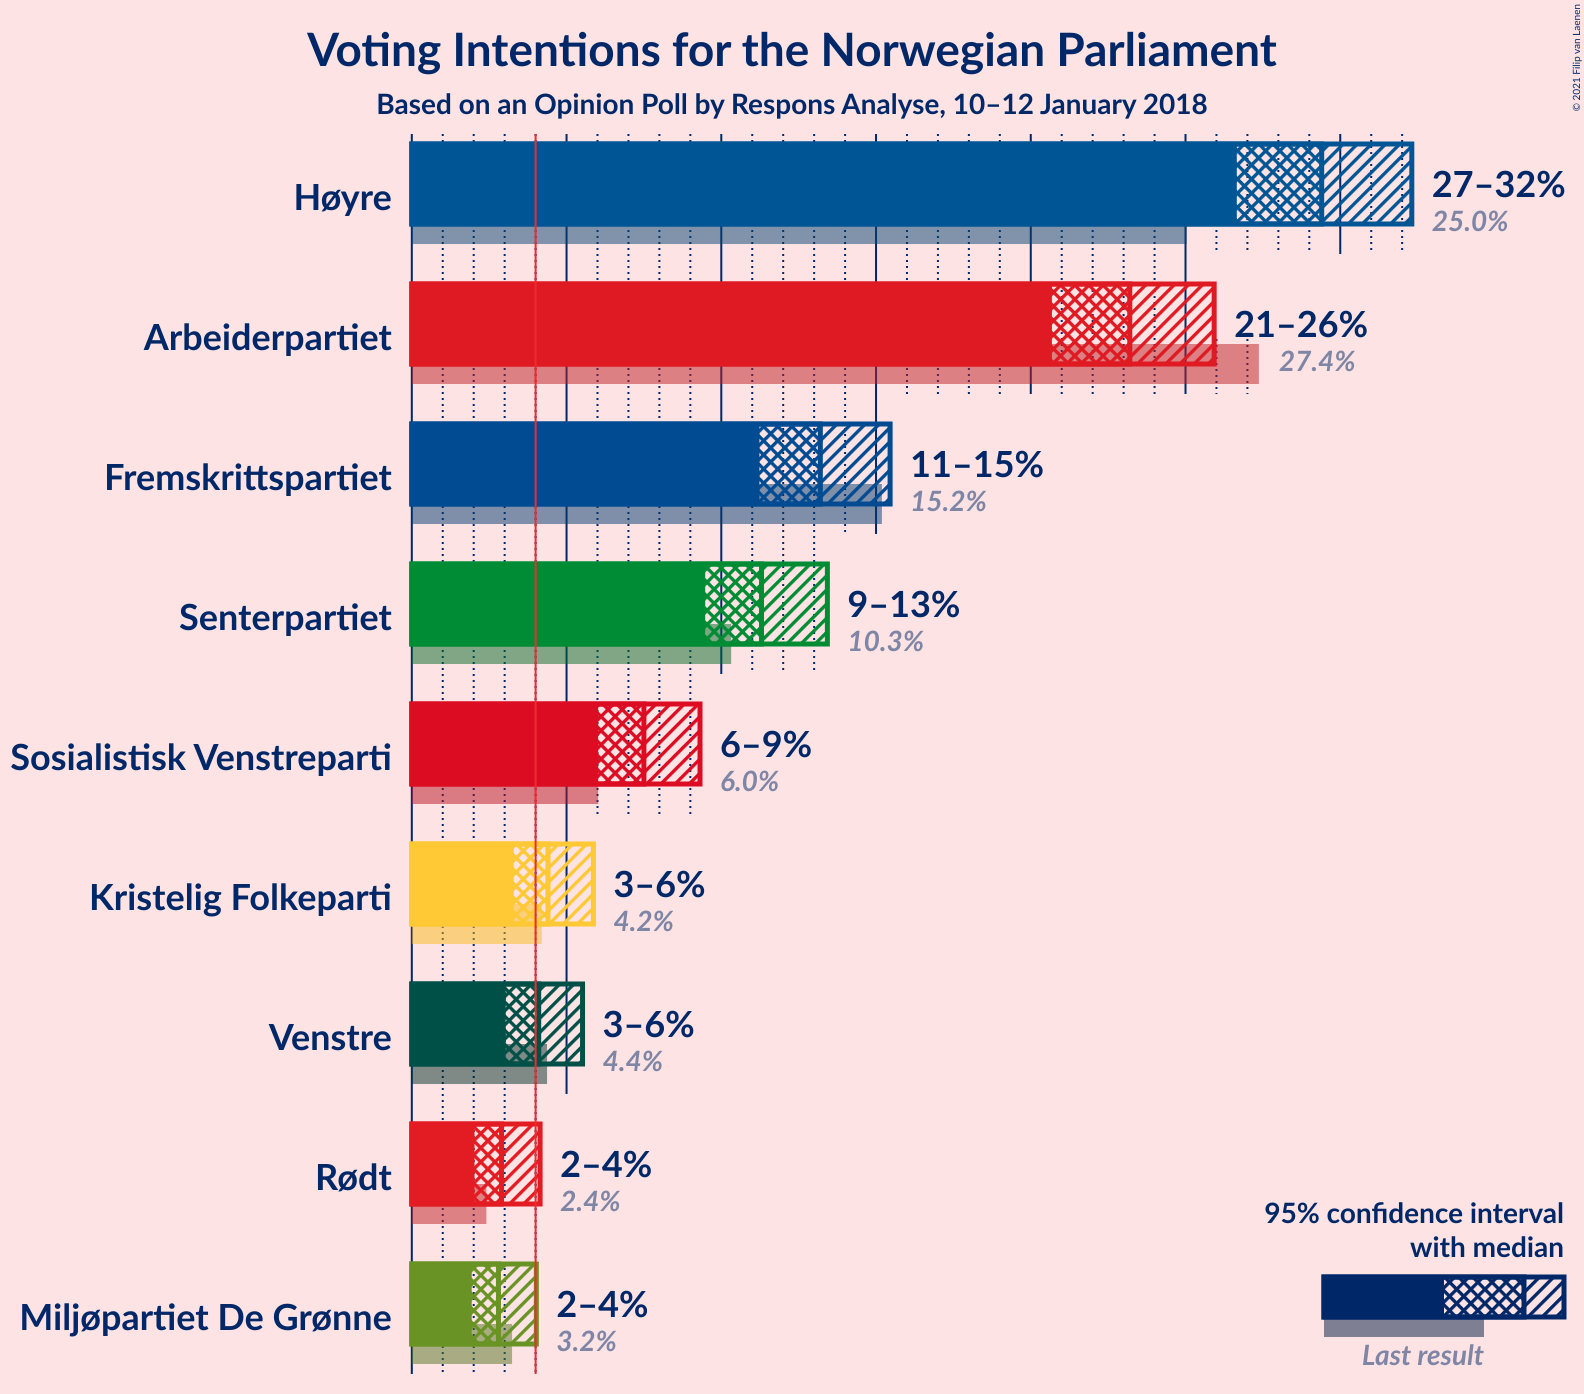 Voting Intentions for the Norwegian Parliament
Based on an Opinion Poll by Respons Analyse, 10–12 January 2018
© 2021 Filip van Laenen
Høyre
27–32%
25.0%
Arbeiderpartiet
21–26%
27.4%
Fremskrittspartiet
11–15%
15.2%
Senterpartiet
9–13%
10.3%
Sosialistisk Venstreparti
6–9%
6.0%
Kristelig Folkeparti
3–6%
4.2%
Venstre
3–6%
4.4%
Rødt
2–4%
2.4%
Miljøpartiet De Grønne
2–4%
3.2%
95% confidence interval
with median
Last result